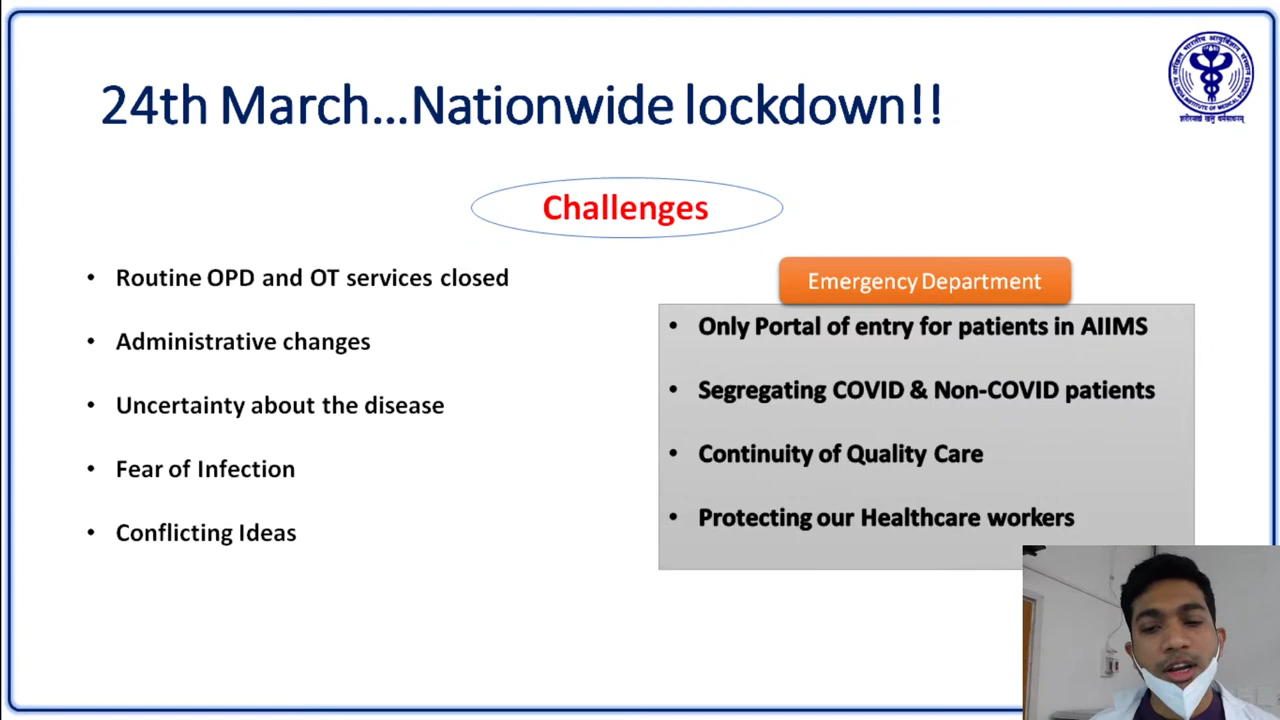 24th March...Nationwide lockdown!!
Challenges
• Routine OPD and OT services closed
• Administrative changes
• Uncertainty about the disease
• Fear of Infection
• Conflicting Ideas
Emergency Department
• Only Portal of entry for patients in AIIMS
• Segregating COVID & Non-COVID patients
• Continuity of Quality Care
• Protecting our Healthcare workers